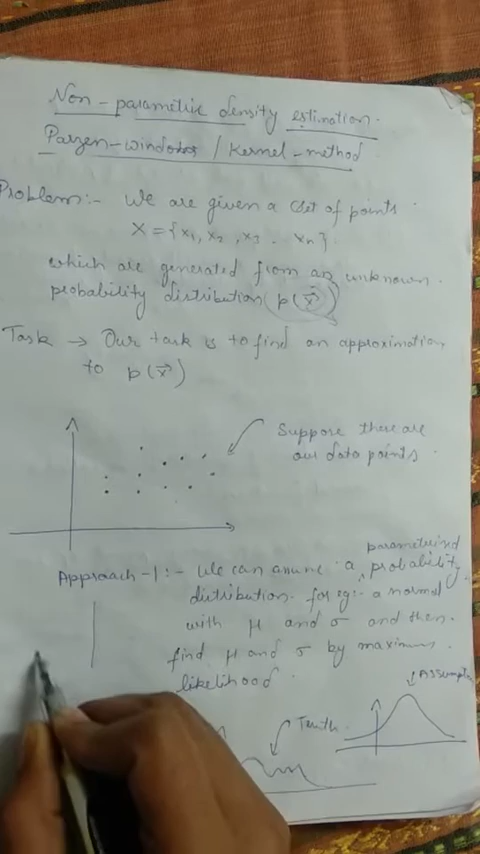 Non-parametric density estimation.
Parzen-windows / Kernel-method
Problem:- We are given a set of points
X = {x1, x2, x3 .. xn}.
which are generated from an unknown.
probability distribution p(x⃗)
Task → Our task is to find an approximation
to p(x⃗)
Suppose these are
our data points.
parametrized
Approach-1:- We can assume a probability
distribution. for eg:- a normal
with μ and σ and then.
find μ and σ by maximum
likelihood.
↓ Assumption
Truth.